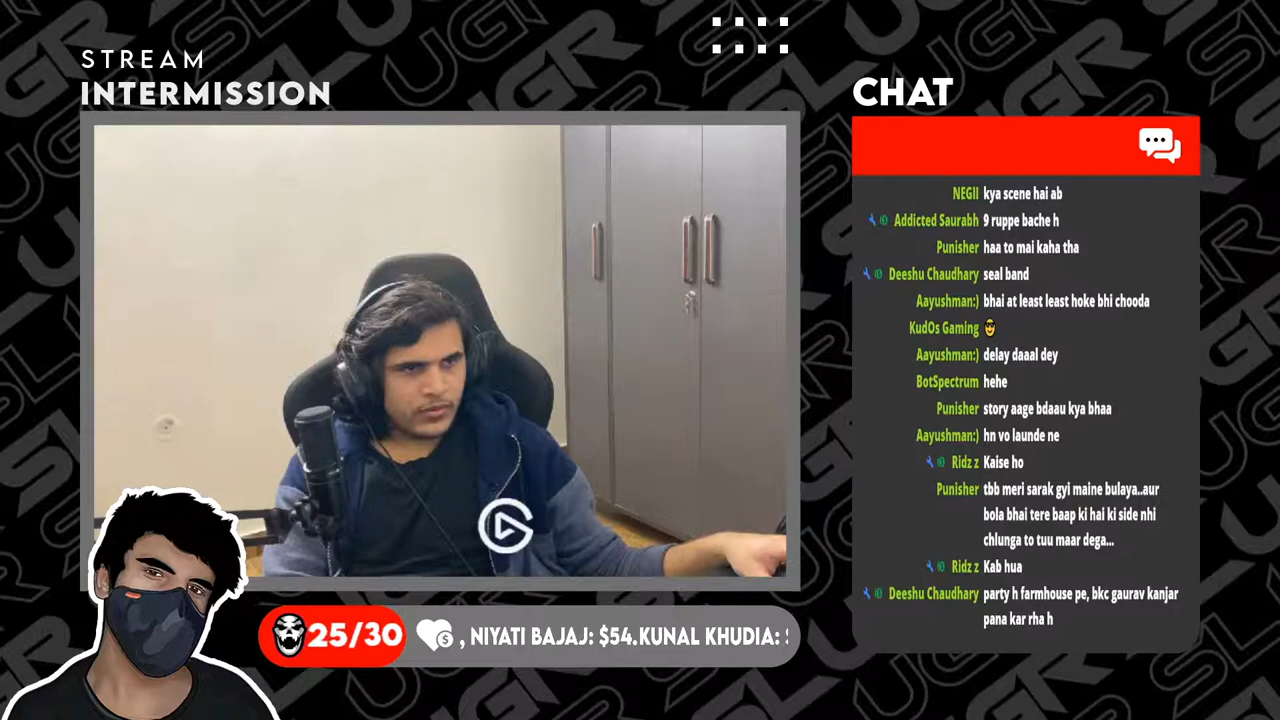 STREAM
INTERMISSION
CHAT
NEGII kya scene hai ab
Addicted Saurabh 9 ruppe bache h
Punisher haa to mai kaha tha
Deeshu Chaudhary seal band
Aayushman:) bhai at least least hoke bhi chooda
KudOs Gaming
Aayushman:) delay daaal dey
BotSpectrum hehe
Punisher story aage bdaau kya bhaa
Aayushman:) hn vo launde ne
Ridz z Kaise ho
Punisher tbb meri sarak gyi maine bulaya..aur
bola bhai tere baap ki hai ki side nhi
chlunga to tuu maar dega...
Ridz z Kab hua
Deeshu Chaudhary party h farmhouse pe, bkc gaurav kanjar
pana kar rha h
25/30 , NIYATI BAJAJ: $54.KUNAL KHUDIA:
UGR SL